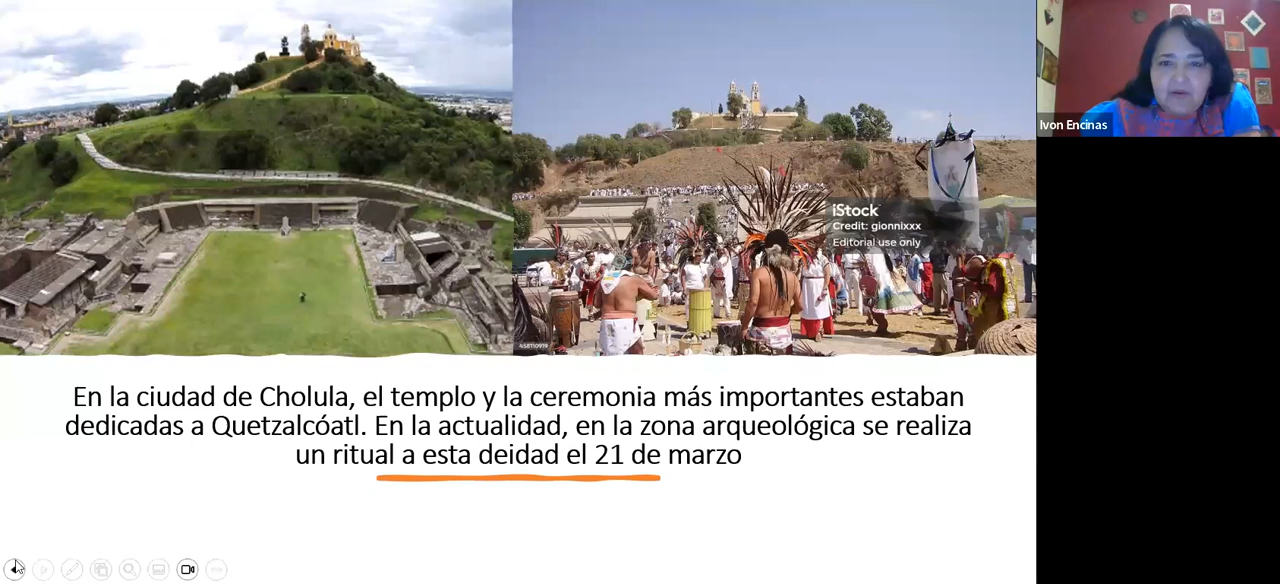 iStock
Credit: gionnixxx
Editorial use only
458110919
Ivon Encinas
En la ciudad de Cholula, el templo y la ceremonia más importantes estaban
dedicadas a Quetzalcóatl. En la actualidad, en la zona arqueológica se realiza
un ritual a esta deidad el 21 de marzo